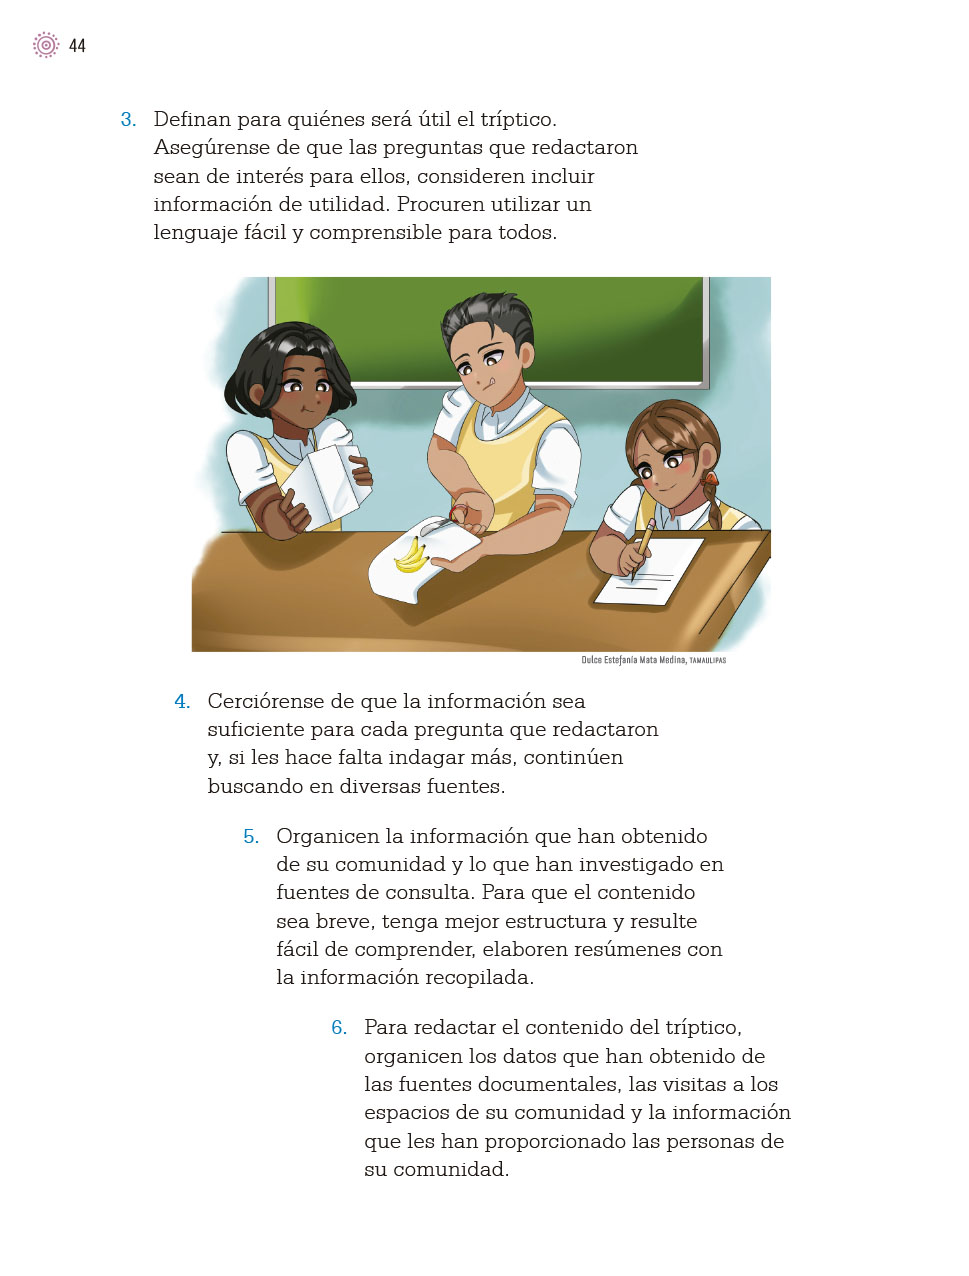 44
3. Definan para quiénes será útil el tríptico.
Asegúrense de que las preguntas que redactaron
sean de interés para ellos, consideren incluir
información de utilidad. Procuren utilizar un
lenguaje fácil y comprensible para todos.
Dulce Estefanía Mata Medina, TAMAULIPAS
4. Cerciórense de que la información sea
suficiente para cada pregunta que redactaron
y, si les hace falta indagar más, continúen
buscando en diversas fuentes.
5. Organicen la información que han obtenido
de su comunidad y lo que han investigado en
fuentes de consulta. Para que el contenido
sea breve, tenga mejor estructura y resulte
fácil de comprender, elaboren resúmenes con
la información recopilada.
6. Para redactar el contenido del tríptico,
organicen los datos que han obtenido de
las fuentes documentales, las visitas a los
espacios de su comunidad y la información
que les han proporcionado las personas de
su comunidad.